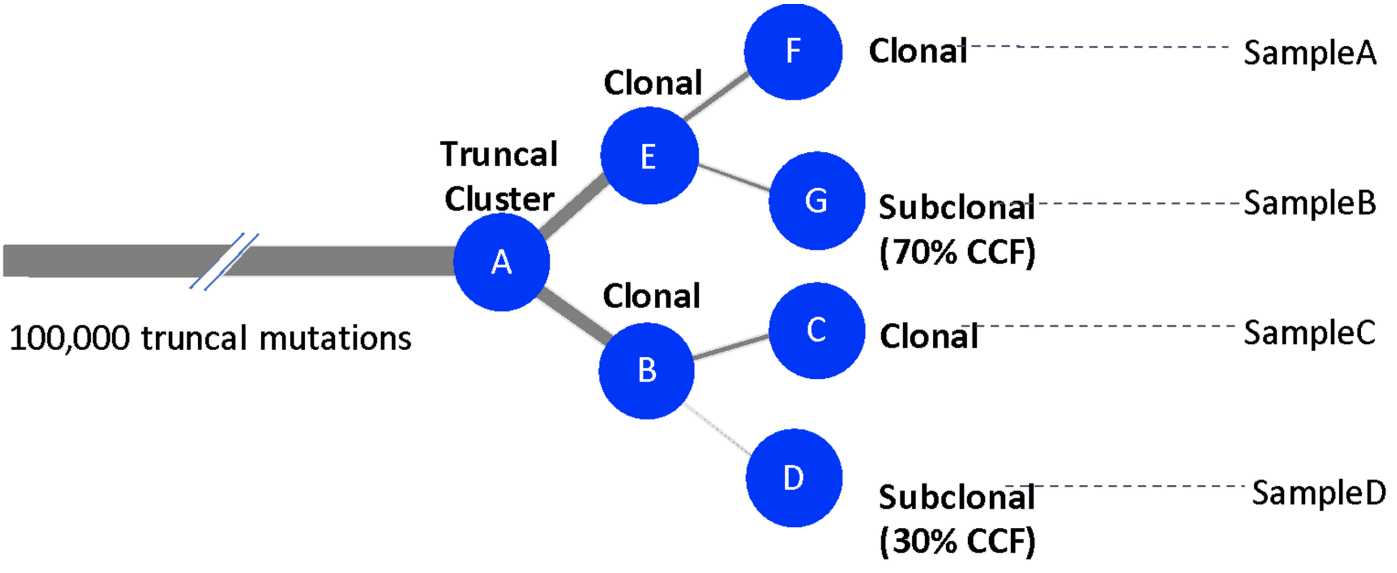 F
Clonal
SampleA
Clonal
E
Truncal
Cluster
G
Subclonal
(70% CCF)
SampleB
A
100,000 truncal mutations
Clonal
B
C
Clonal
SampleC
D
Subclonal
(30% CCF)
SampleD